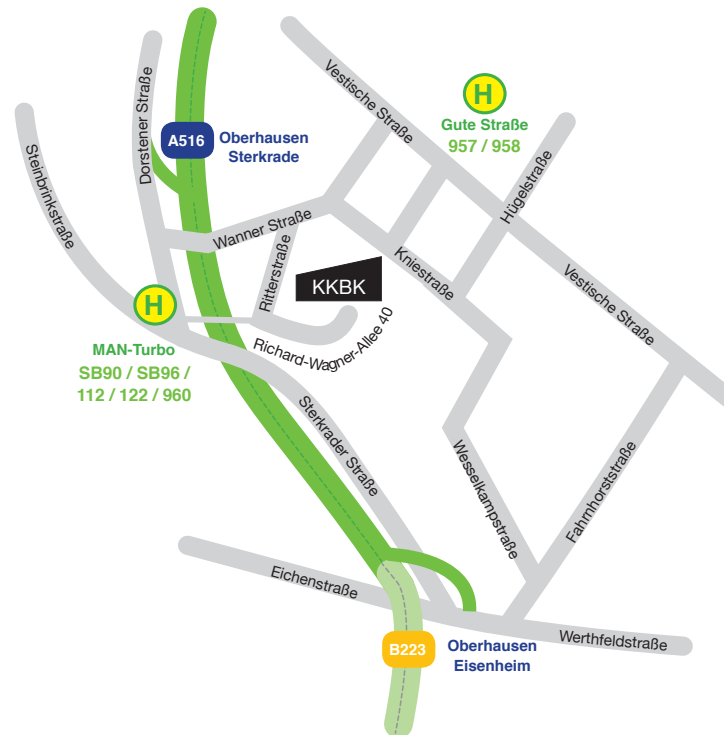 Vestische Straße
H
Gute Straße
957 / 958
Dorstener Straße
A516
Oberhausen
Sterkrade
Steinbrinkstraße
Hügelstraße
Wanner Straße
Ritterstraße
KKBK
Kniestraße
Vestische Straße
H
MAN-Turbo
SB90 / SB96 /
112 / 122 / 960
Richard-Wagner-Allee 40
Sterkrader Straße
Wesselkampstraße
Fahrnhorststraße
Eichenstraße
B223
Oberhausen
Eisenheim
Werthfeldstraße